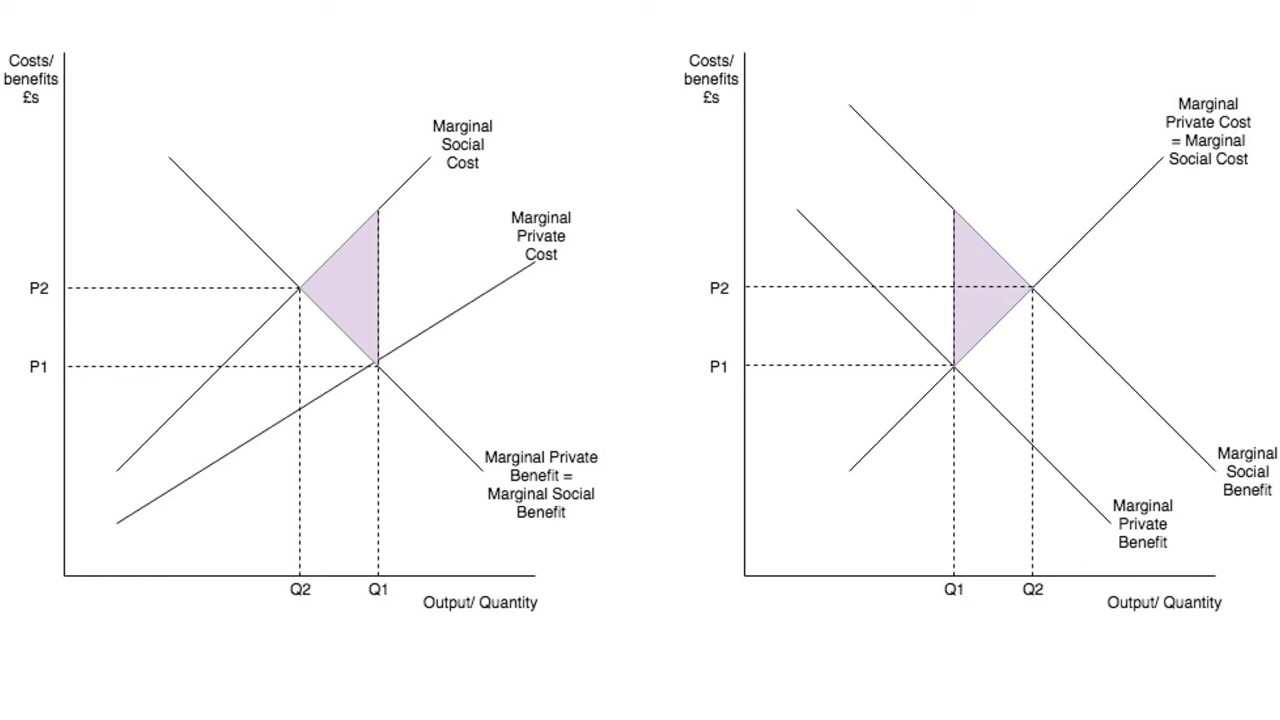 Costs/
benefits
£s
Marginal
Social
Cost
Marginal
Private
Cost
P2
P1
Marginal Private
Benefit =
Marginal Social
Benefit
Q2
Q1
Output/ Quantity
Costs/
benefits
£s
Marginal
Private Cost
= Marginal
Social Cost
P2
P1
Marginal
Social
Benefit
Marginal
Private
Benefit
Q1
Q2
Output/ Quantity